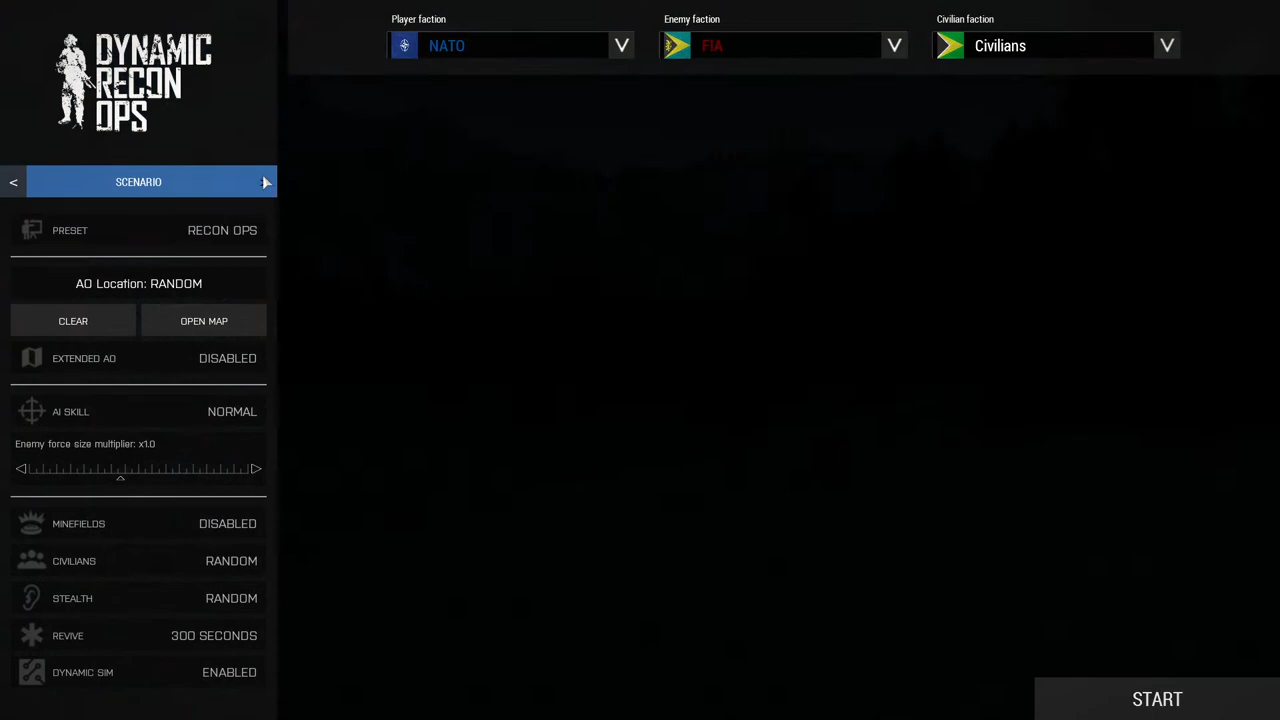 DYNAMIC
RECON
OPS
Player faction
NATO
V
Enemy faction
FIA
V
Civilian faction
Civilians
V
< SCENARIO
PRESET RECON OPS
AO Location: RANDOM
CLEAR OPEN MAP
EXTENDED AO DISABLED
AI SKILL NORMAL
Enemy force size multiplier: x1.0
MINEFIELDS DISABLED
CIVILIANS RANDOM
STEALTH RANDOM
REVIVE 300 SECONDS
DYNAMIC SIM ENABLED
START